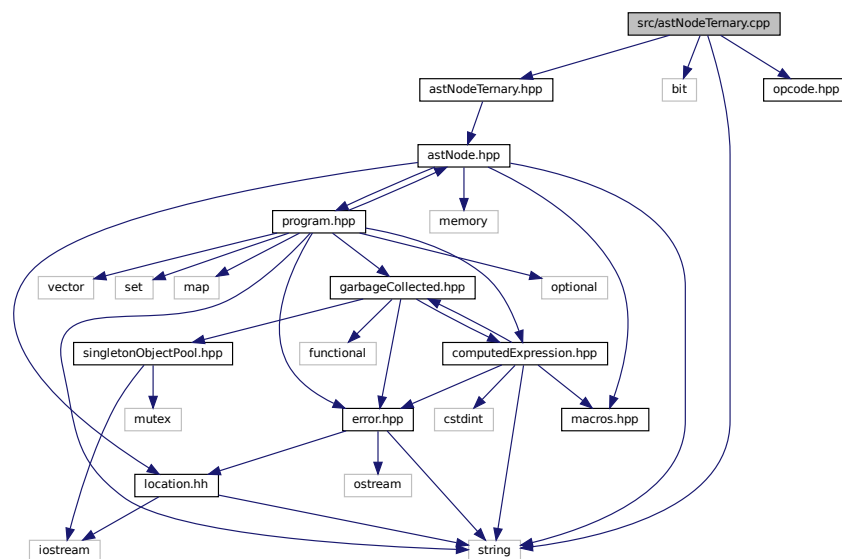 src/astNodeTernary.cpp
astNodeTernary.hpp
bit
opcode.hpp
astNode.hpp
program.hpp
memory
vector
set
map
garbageCollected.hpp
optional
singletonObjectPool.hpp
functional
computedExpression.hpp
mutex
error.hpp
cstdint
macros.hpp
location.hh
ostream
iostream
string